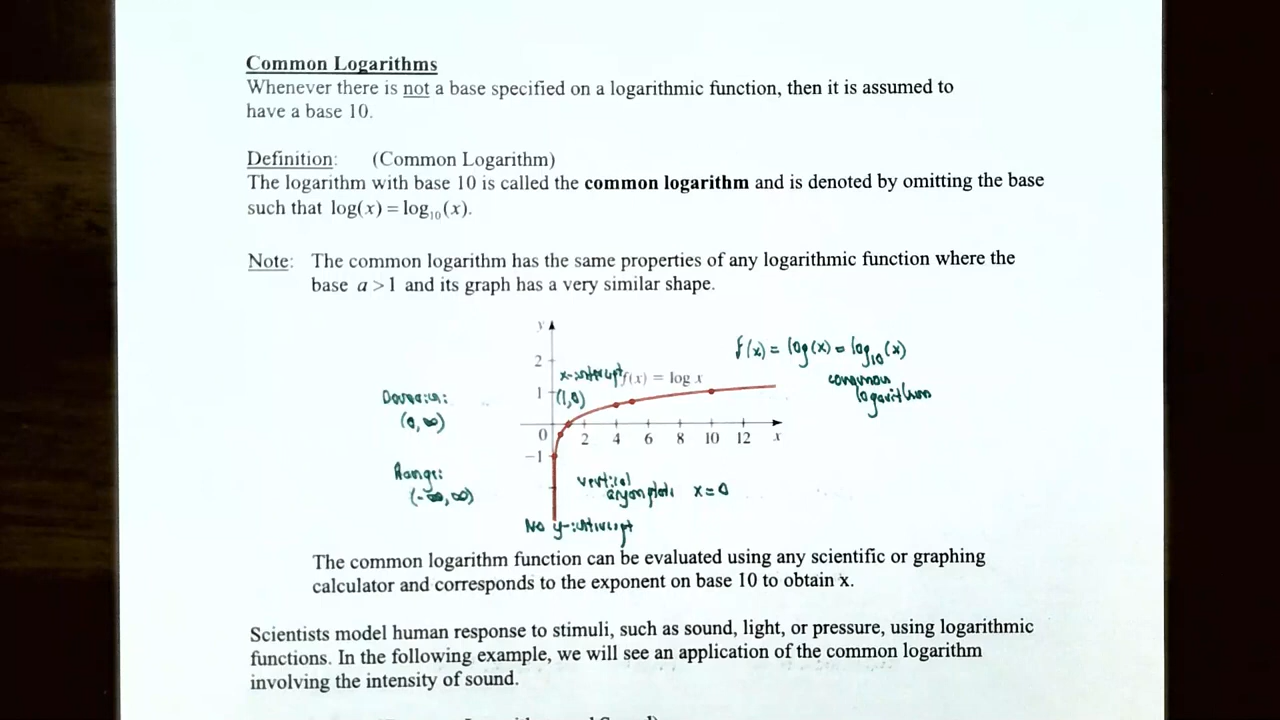 Common Logarithms
Whenever there is not a base specified on a logarithmic function, then it is assumed to
have a base 10.
Definition: (Common Logarithm)
The logarithm with base 10 is called the common logarithm and is denoted by omitting the base
such that log(x) = log₁₀(x).
Note: The common logarithm has the same properties of any logarithmic function where the
base a > 1 and its graph has a very similar shape.
y
f(x) = log(x) = log₁₀(x)
common
logarithm
2
x-intercept f(x) = log x
1 (1,0)
Domain:
(0, ∞)
0 2 4 6 8 10 12 x
-1
Range:
(-∞, ∞)
vertical
asymptote x=0
No y-intercept
The common logarithm function can be evaluated using any scientific or graphing
calculator and corresponds to the exponent on base 10 to obtain x.
Scientists model human response to stimuli, such as sound, light, or pressure, using logarithmic
functions. In the following example, we will see an application of the common logarithm
involving the intensity of sound.